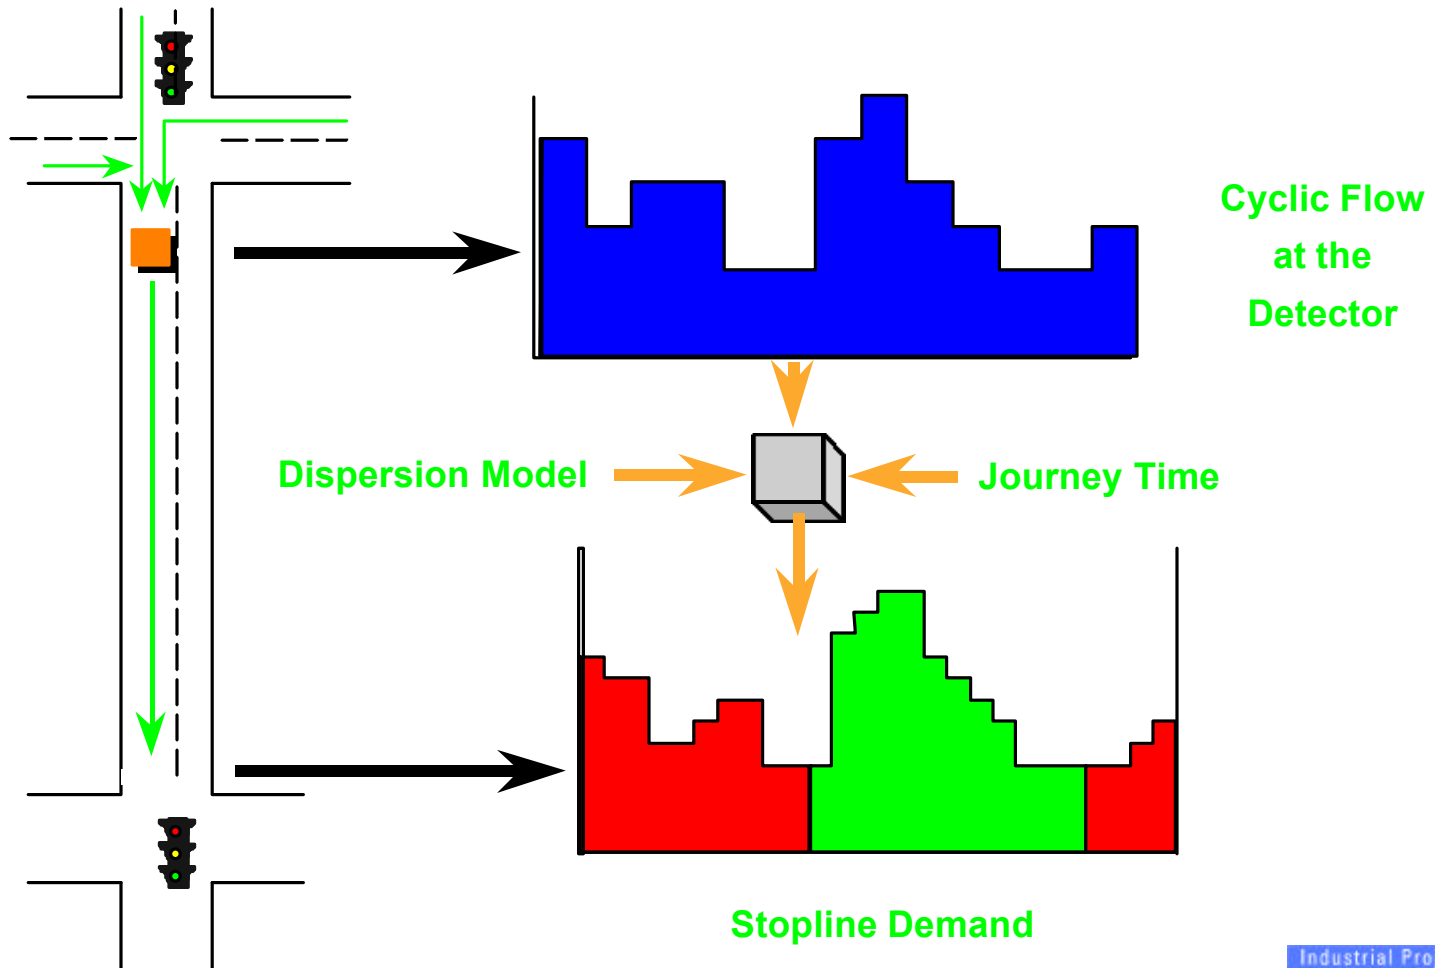 Cyclic Flow
at the
Detector
Dispersion Model
Journey Time
Stopline Demand
Industrial Pro